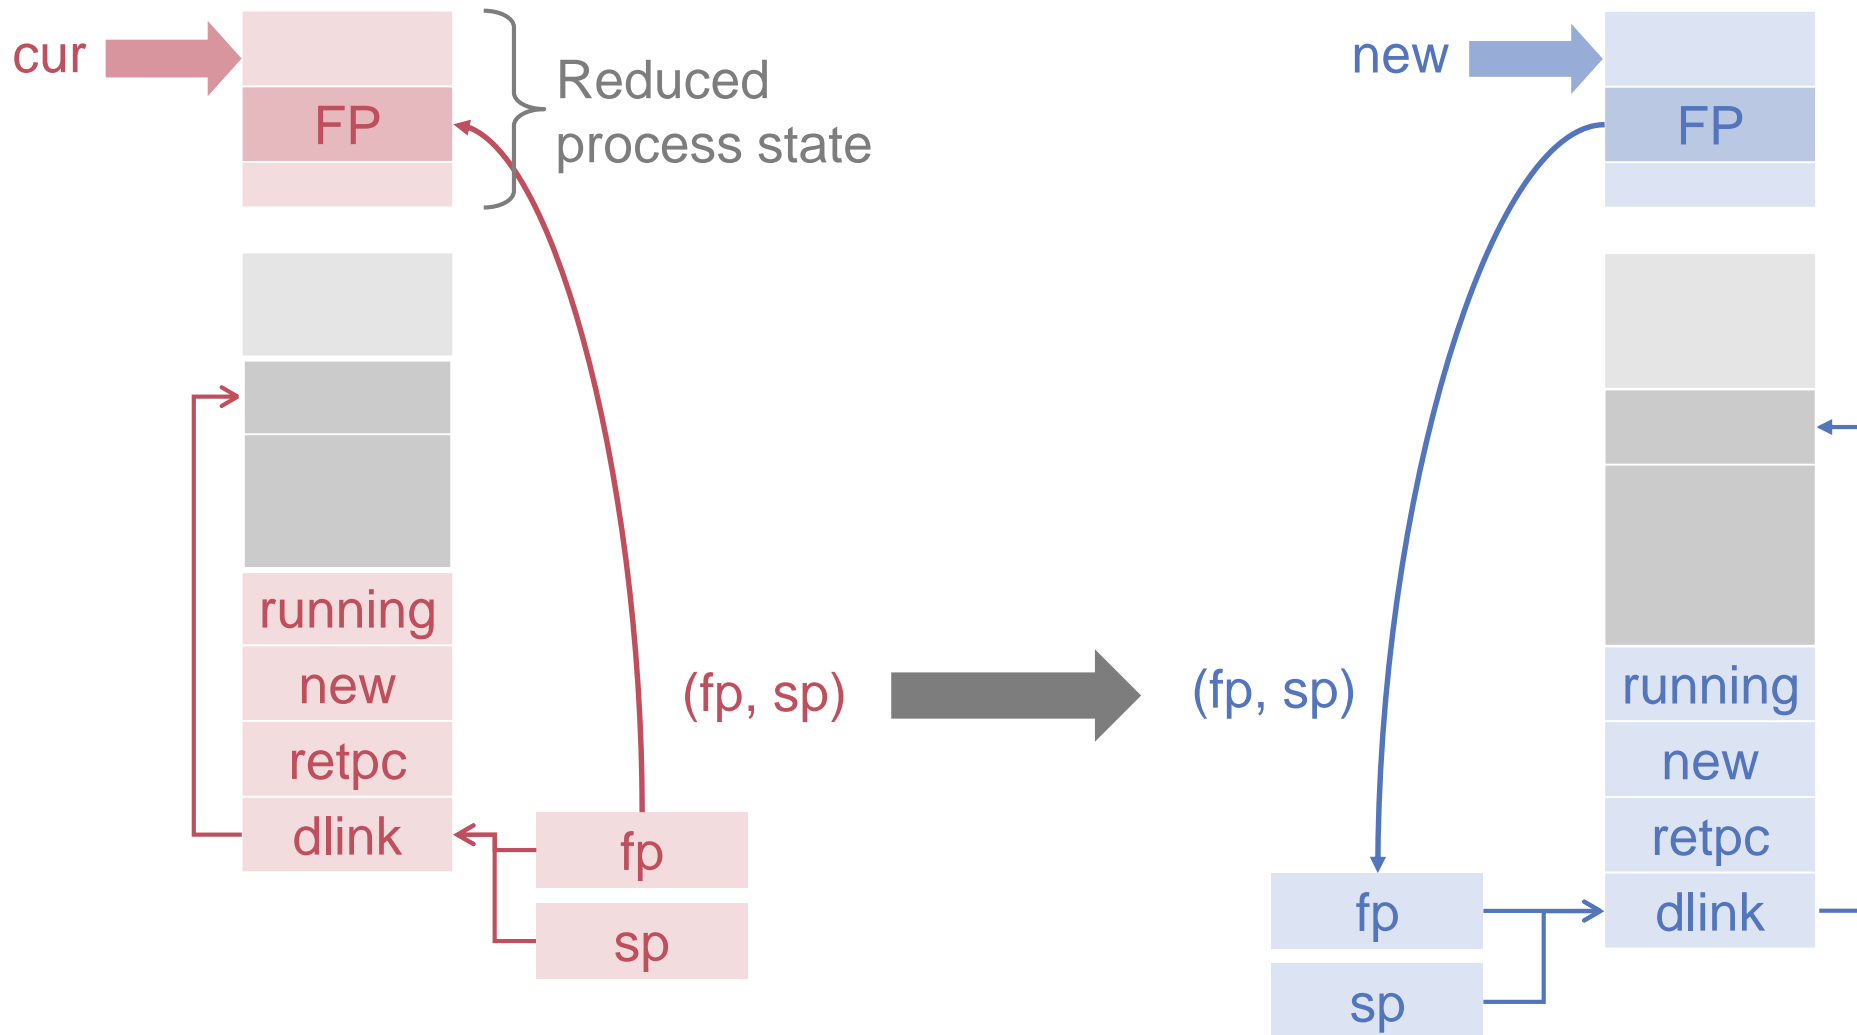 cur
FP
Reduced
process state
running
new
retpc
dlink
fp
sp
(fp, sp)
new
FP
(fp, sp)
running
new
retpc
dlink
fp
sp